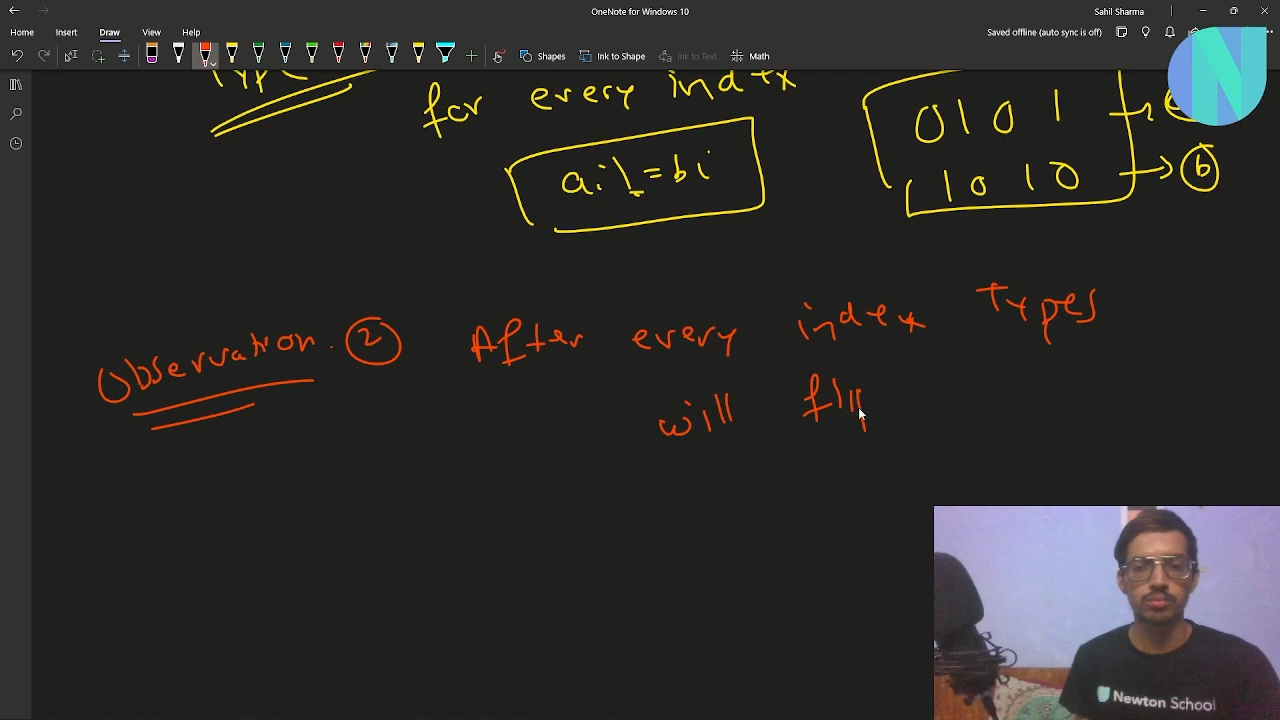 OneNote for Windows 10
Sahil Sharma
Home Insert Draw View Help
Saved offline (auto sync is off)
Shapes Ink to Shape Ink to Text Math
Type
for every index
ai != bi
0 1 0 1
1 0 1 0 → b
Observation. 2 After every index Types
will flip
Newton School